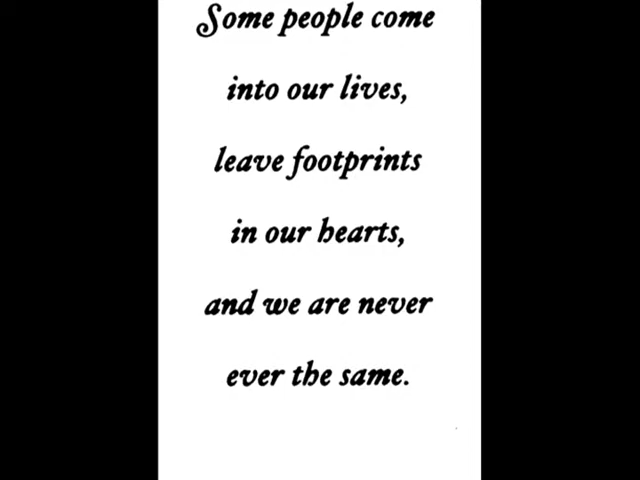 Some people come
into our lives,
leave footprints
in our hearts,
and we are never
ever the same.